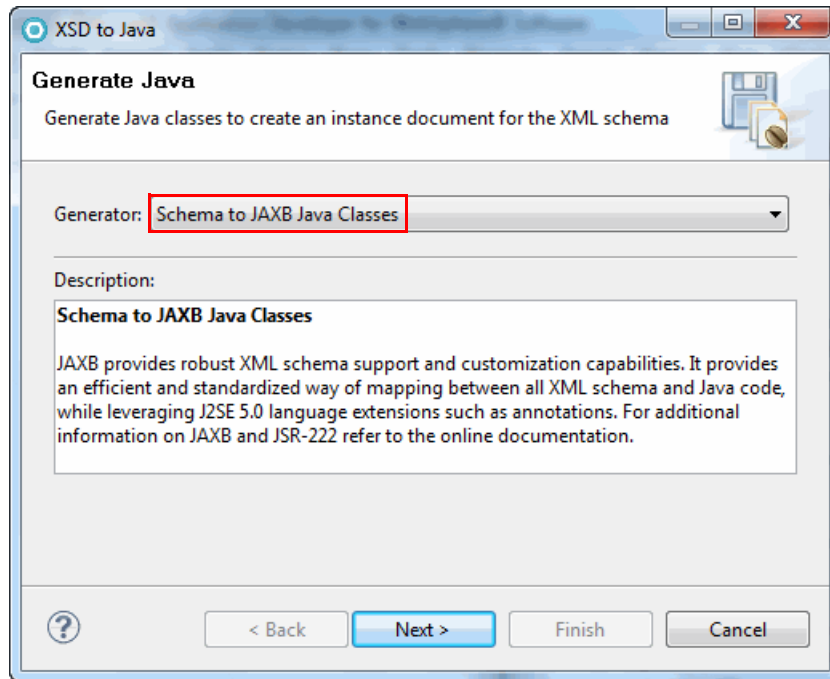 XSD to Java
Generate Java
Generate Java classes to create an instance document for the XML schema
Generator: Schema to JAXB Java Classes
Description:
Schema to JAXB Java Classes
JAXB provides robust XML schema support and customization capabilities. It provides
an efficient and standardized way of mapping between all XML schema and Java code,
while leveraging J2SE 5.0 language extensions such as annotations. For additional
information on JAXB and JSR-222 refer to the online documentation.
? < Back Next > Finish Cancel